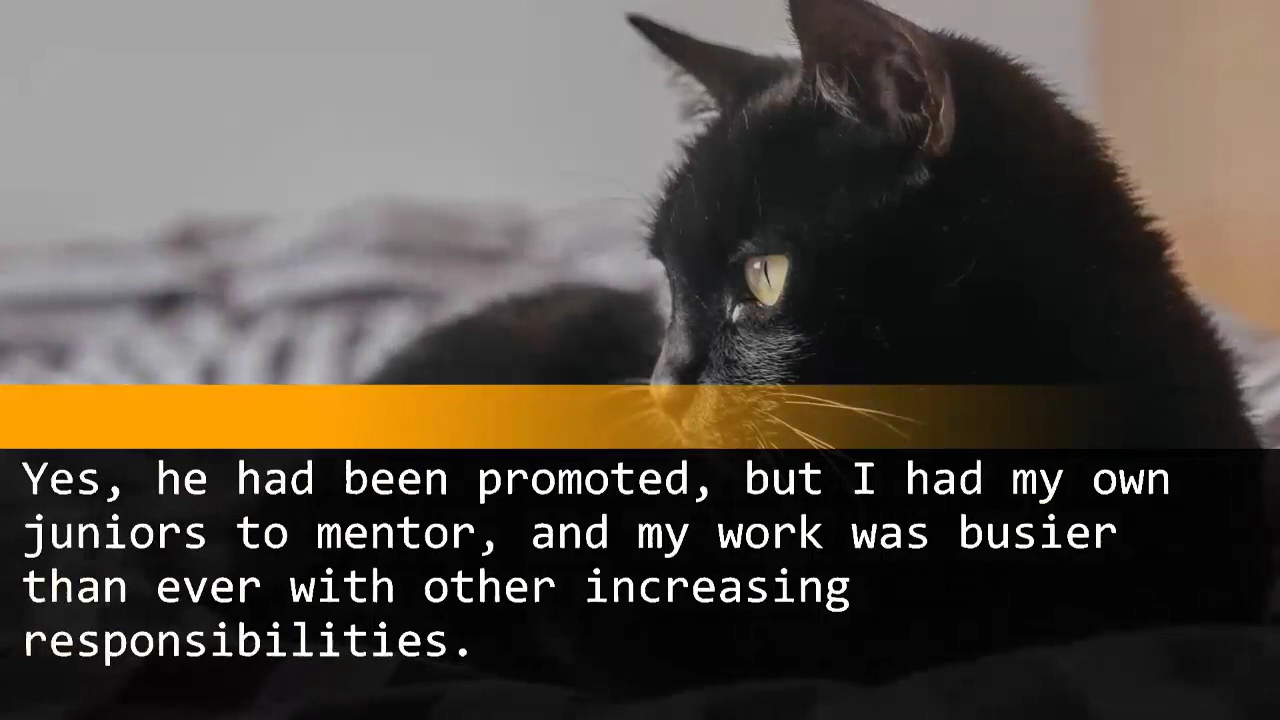 Yes, he had been promoted, but I had my own
juniors to mentor, and my work was busier
than ever with other increasing
responsibilities.